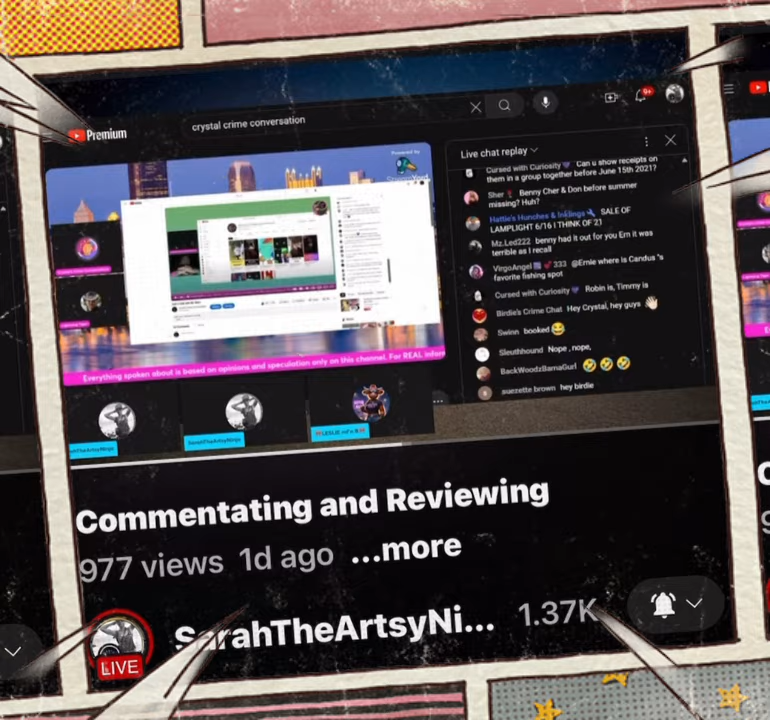 Premium
crystal crime conversation
9+
Powered by
Live chat replay
Cursed with Curiosity Can u show receipts on
them in a group together before June 15th 2021?
Sher Benny Cher & Don before summer
missing? Huh?
Hattie's Hunches & Inklings SALE OF
LAMPLIGHT 6/16 I THINK OF 21
Mz.Led222 benny had it out for you Em it was
terrible as I recall
VirgoAngel 333 @Ernie where is Candus "s
favorite fishing spot
Cursed with Curiosity Robin is, Timmy is
Birdie's Crime Chat Hey Crystal, hey guys 👋
Swinn booked 😂
Sleuthhound Nope , nope,
BackWoodzBamaGurl 🤣🤣🤣
suezette brown hey birdie
Everything spoken about is based on opinions and speculation only on this channel. For REAL inform
SarahTheArtsyNinja
Commentating and Reviewing
977 views 1d ago ...more
SarahTheArtsyNi... 1.37K
LIVE